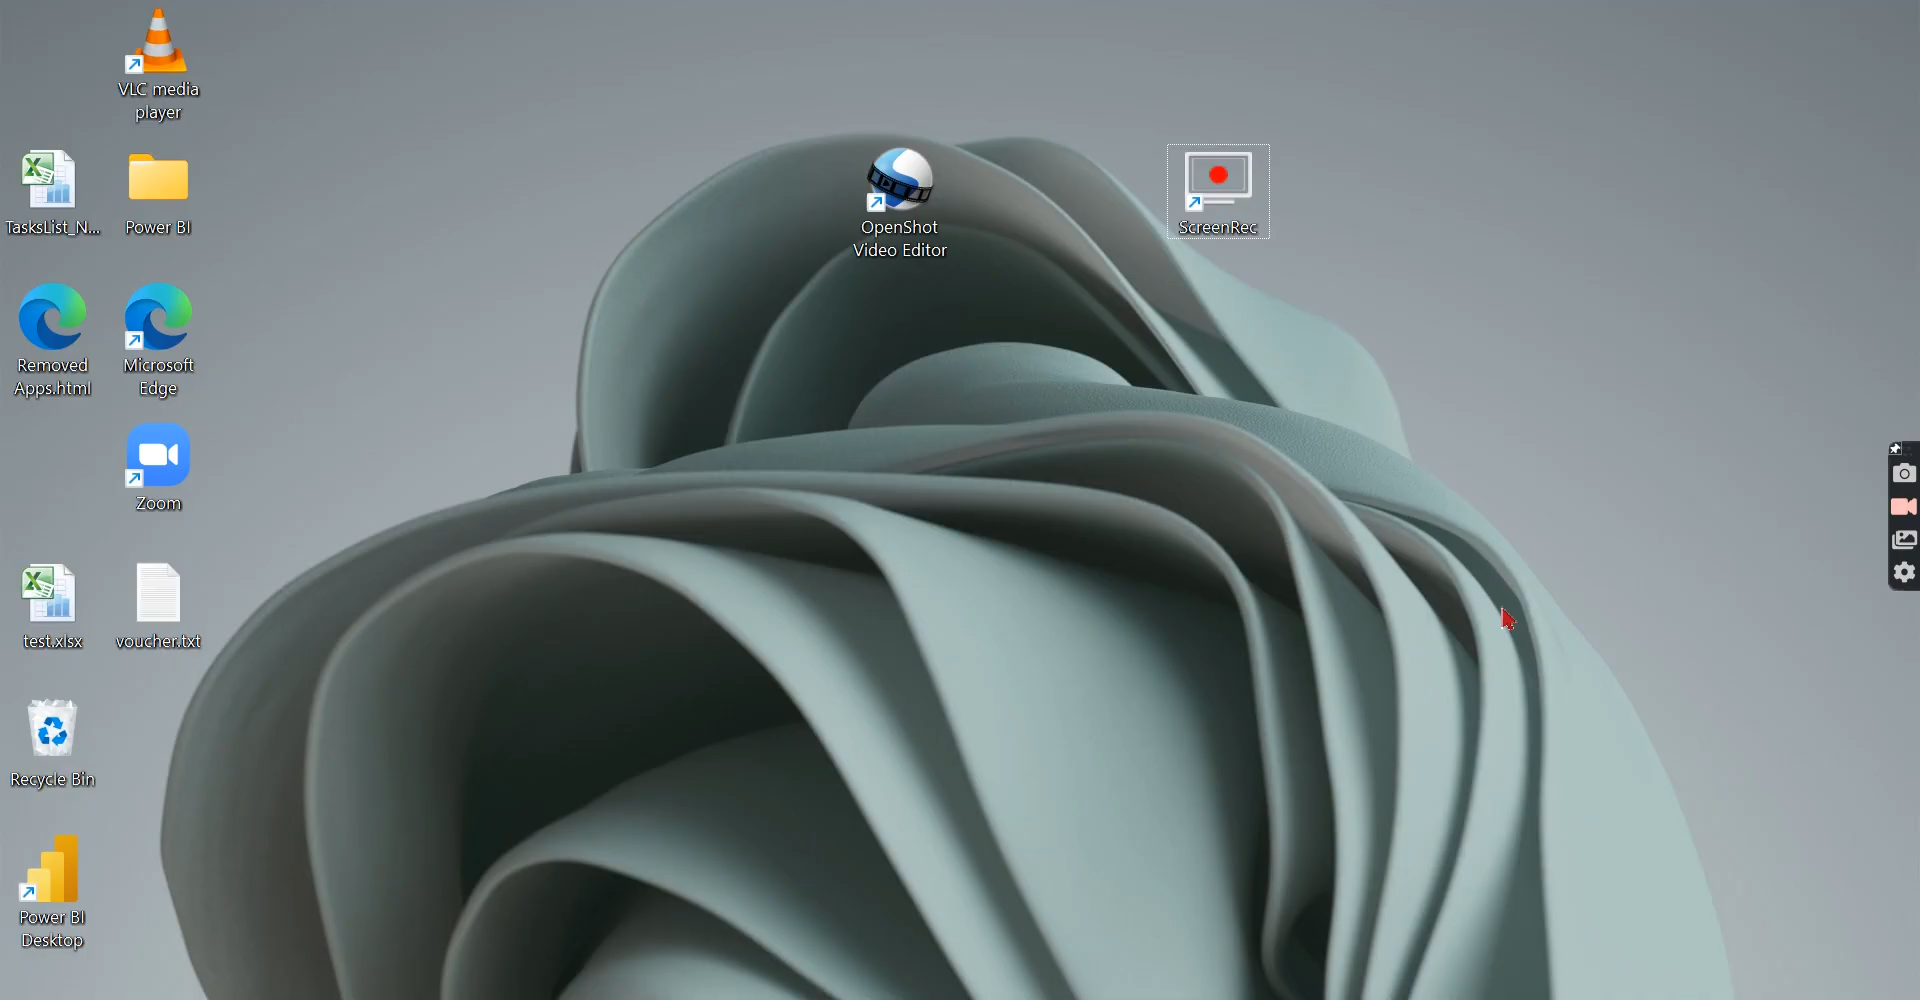 VLC media
player
TasksList_N...
Power BI
OpenShot
Video Editor
ScreenRec
Removed
Apps.html
Microsoft
Edge
Zoom
test.xlsx
voucher.txt
Recycle Bin
Power BI
Desktop